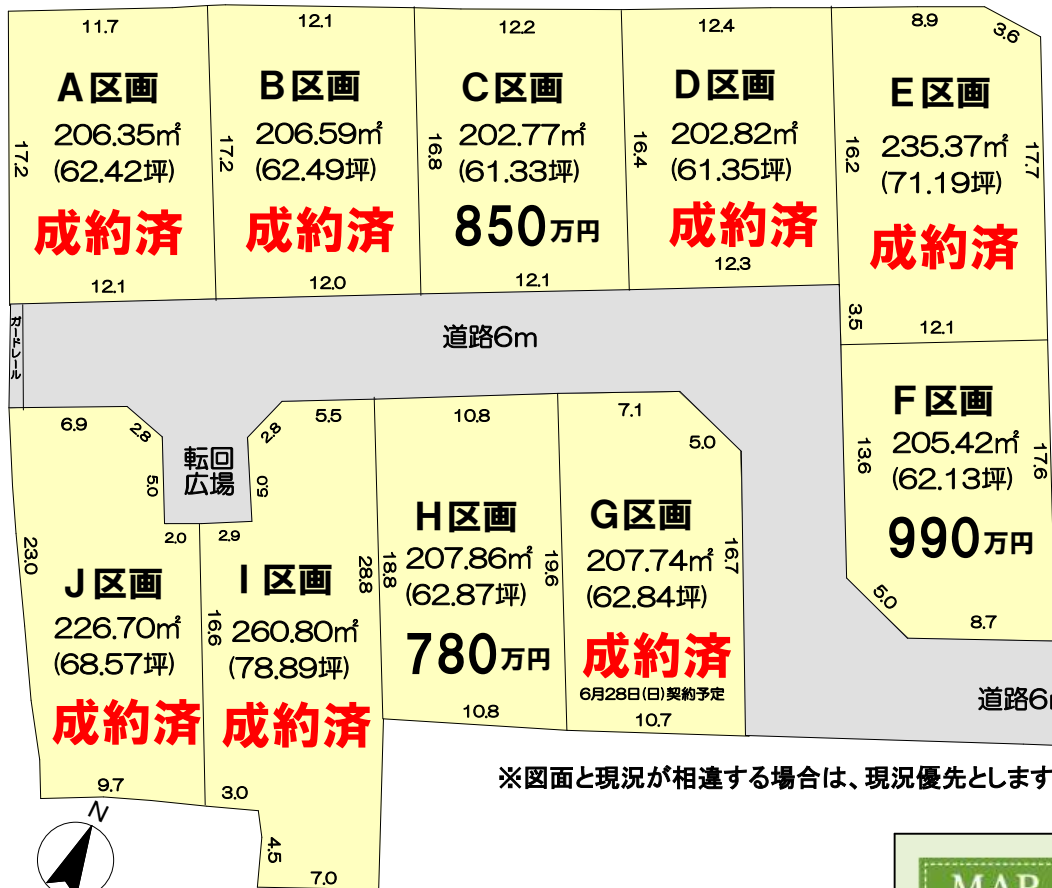 11.7
12.1
12.2
12.4
8.9
3.6
A区画
206.35㎡
(62.42坪)
成約済
17.2
12.1
B区画
206.59㎡
(62.49坪)
成約済
17.2
12.0
C区画
202.77㎡
(61.33坪)
850万円
16.8
12.1
D区画
202.82㎡
(61.35坪)
成約済
16.4
12.3
E区画
235.37㎡
(71.19坪)
成約済
16.2
17.7
3.5
12.1
ガードレール
道路6m
F区画
205.42㎡
(62.13坪)
990万円
13.6
17.6
5.0
8.7
6.9
2.8
転回
広場
5.0
2.0
2.8
5.5
5.0
2.9
10.8
7.1
5.0
H区画
207.86㎡
(62.87坪)
780万円
18.8
19.6
10.8
G区画
207.74㎡
(62.84坪)
成約済
6月28日(日)契約予定
16.7
10.7
J区画
226.70㎡
(68.57坪)
成約済
23.0
9.7
I区画
260.80㎡
(78.89坪)
成約済
16.6
28.8
3.0
4.5
7.0
道路6m
※図面と現況が相違する場合は、現況優先とします
N
MAP